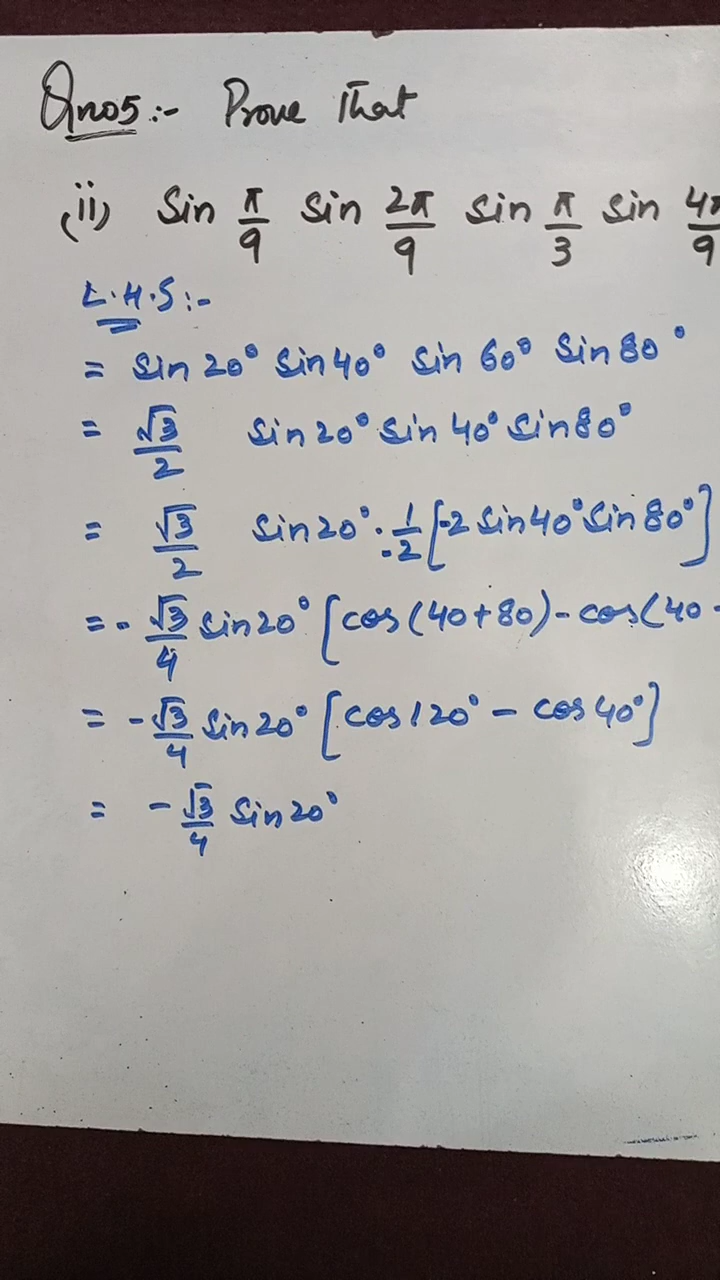 Qno5:- Prove That
(ii) Sin π/9 Sin 2π/9 Sin π/3 Sin 4π/9
L.H.S:-
= Sin 20° Sin 40° Sin 60° Sin 80°
= √3/2 Sin 20° Sin 40° Sin 80°
= √3/2 Sin 20° · 1/-2 [-2 Sin 40° Sin 80°]
= - √3/4 Sin 20° [cos (40+80) - cos (40-
= - √3/4 Sin 20° [cos 120° - cos 40°]
= - √3/4 Sin 20°